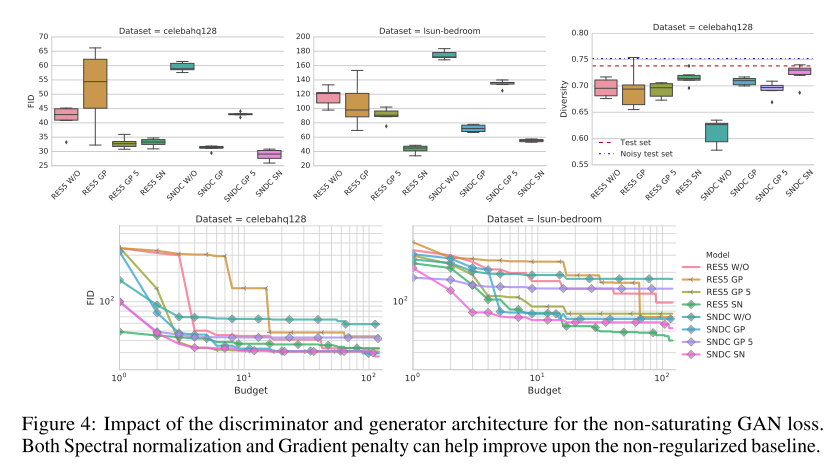 Dataset = celebahq128
FID
70
65
60
55
50
45
40
35
30
25
RES5 W/O
RES5 GP
RES5 GP 5
RES5 SN
SNDC W/O
SNDC GP
SNDC GP 5
SNDC SN
Dataset = lsun-bedroom
200
180
160
140
120
100
80
60
40
20
RES5 W/O
RES5 GP
RES5 GP 5
RES5 SN
SNDC W/O
SNDC GP
SNDC GP 5
SNDC SN
Dataset = celebahq128
Diversity
0.80
0.75
0.70
0.65
0.60
0.55
Test set
Noisy test set
RES5 W/O
RES5 GP
RES5 GP 5
RES5 SN
SNDC W/O
SNDC GP
SNDC GP 5
SNDC SN
Dataset = celebahq128
FID
10²
10⁰
10¹
10²
Budget
Dataset = lsun-bedroom
10²
10⁰
10¹
10²
Budget
Model
RES5 W/O
RES5 GP
RES5 GP 5
RES5 SN
SNDC W/O
SNDC GP
SNDC GP 5
SNDC SN
Figure 4: Impact of the discriminator and generator architecture for the non-saturating GAN loss.
Both Spectral normalization and Gradient penalty can help improve upon the non-regularized baseline.